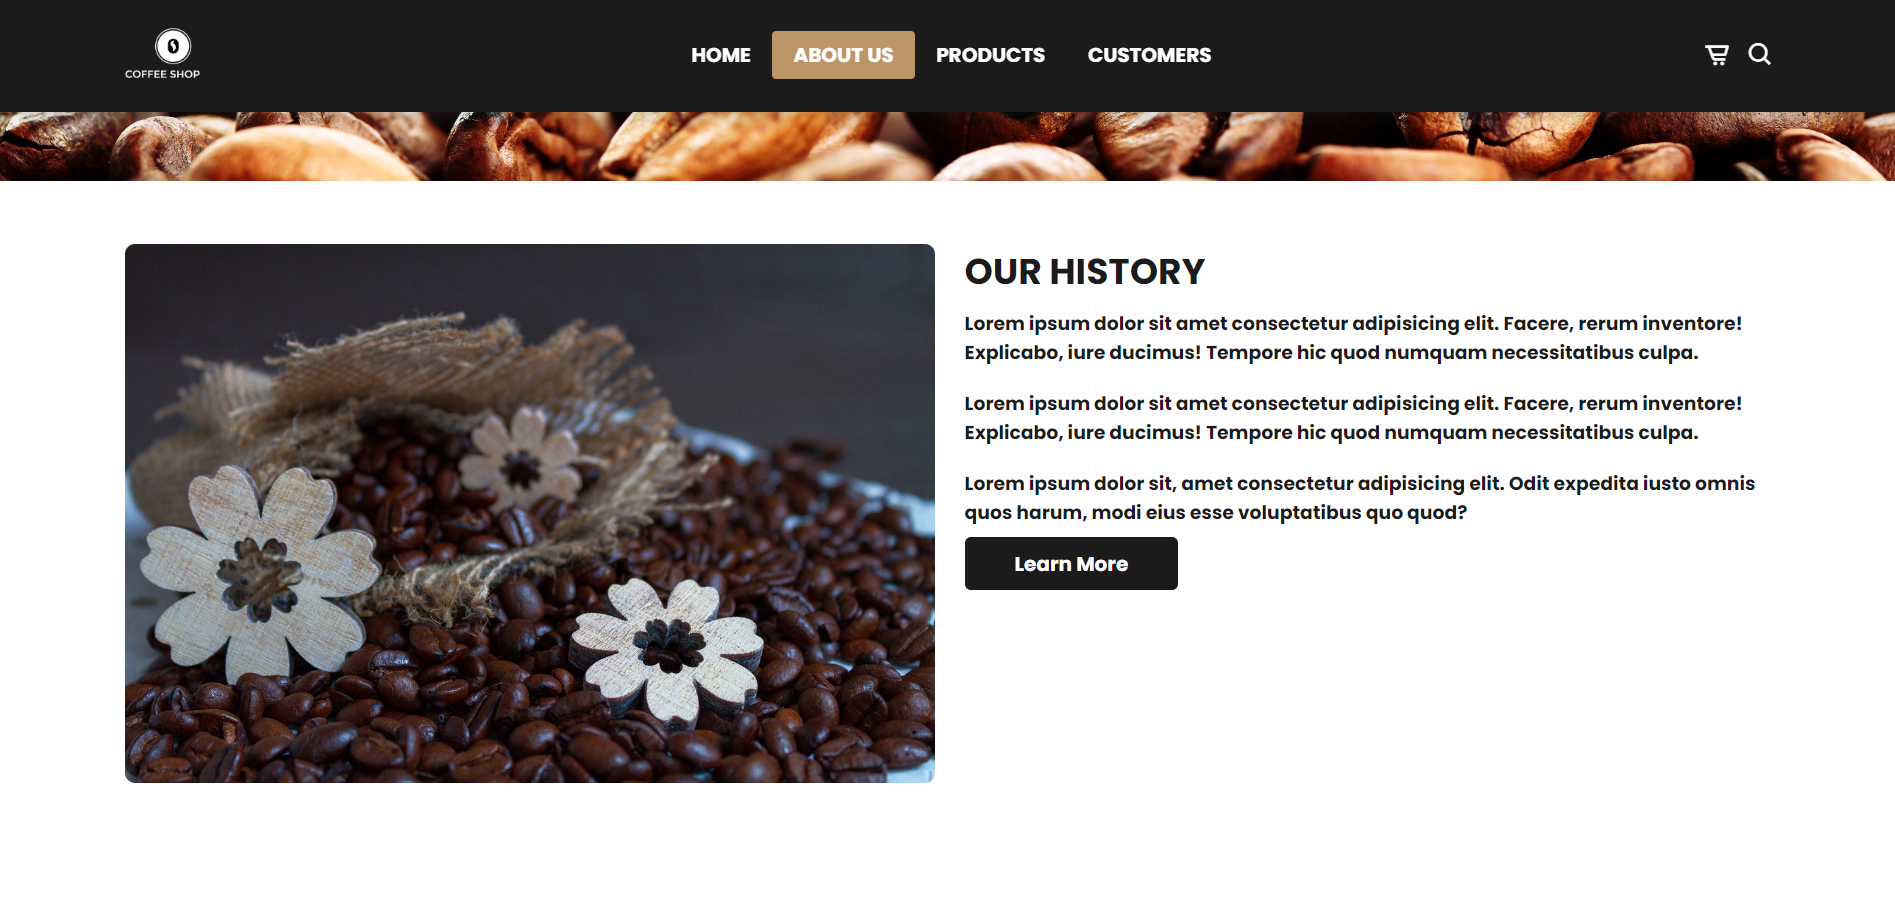 COFFEE SHOP
HOME ABOUT US PRODUCTS CUSTOMERS
OUR HISTORY
Lorem ipsum dolor sit amet consectetur adipisicing elit. Facere, rerum inventore!
Explicabo, iure ducimus! Tempore hic quod numquam necessitatibus culpa.
Lorem ipsum dolor sit amet consectetur adipisicing elit. Facere, rerum inventore!
Explicabo, iure ducimus! Tempore hic quod numquam necessitatibus culpa.
Lorem ipsum dolor sit, amet consectetur adipisicing elit. Odit expedita iusto omnis
quos harum, modi eius esse voluptatibus quo quod?
Learn More